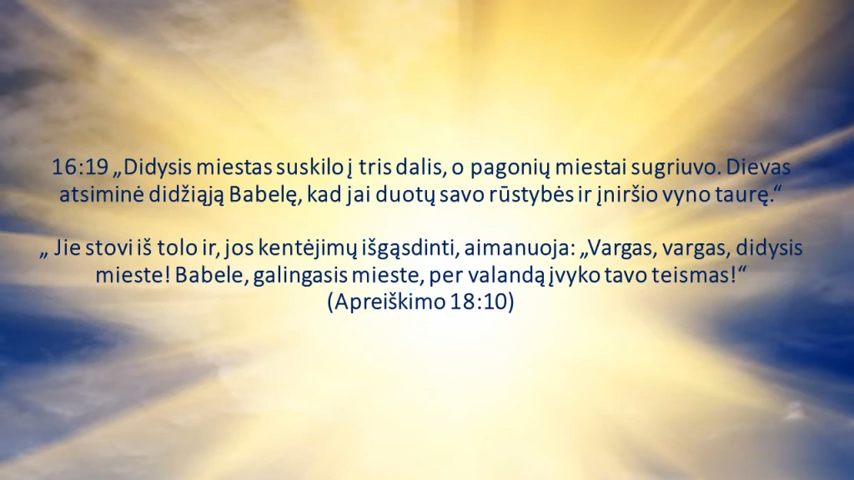 16:19 „Didysis miestas suskilo į tris dalis, o pagonių miestai sugriuvo. Dievas
atsiminė didžiąją Babelę, kad jai duotų savo rūstybės ir įniršio vyno taurę.“
„ Jie stovi iš tolo ir, jos kentėjimų išgąsdinti, aimanuoja: „Vargas, vargas, didysis
mieste! Babele, galingasis mieste, per valandą įvyko tavo teismas!“
(Apreiškimo 18:10)